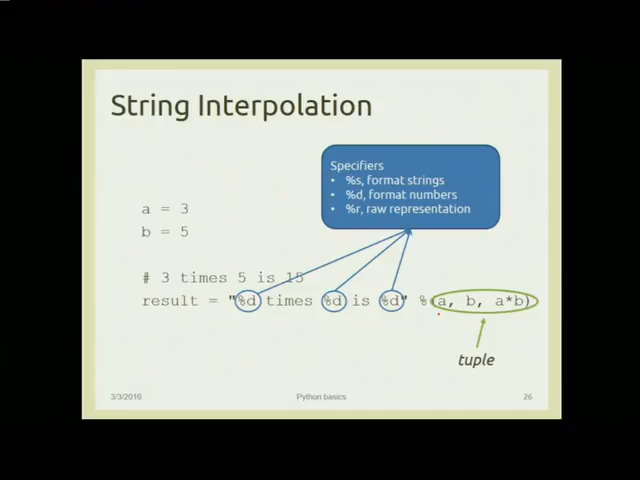 String Interpolation
Specifiers
• %s, format strings
• %d, format numbers
• %r, raw representation
a = 3
b = 5
# 3 times 5 is 15
result = "%d times %d is %d" % (a, b, a*b)
tuple
3/3/2016
Python basics
26